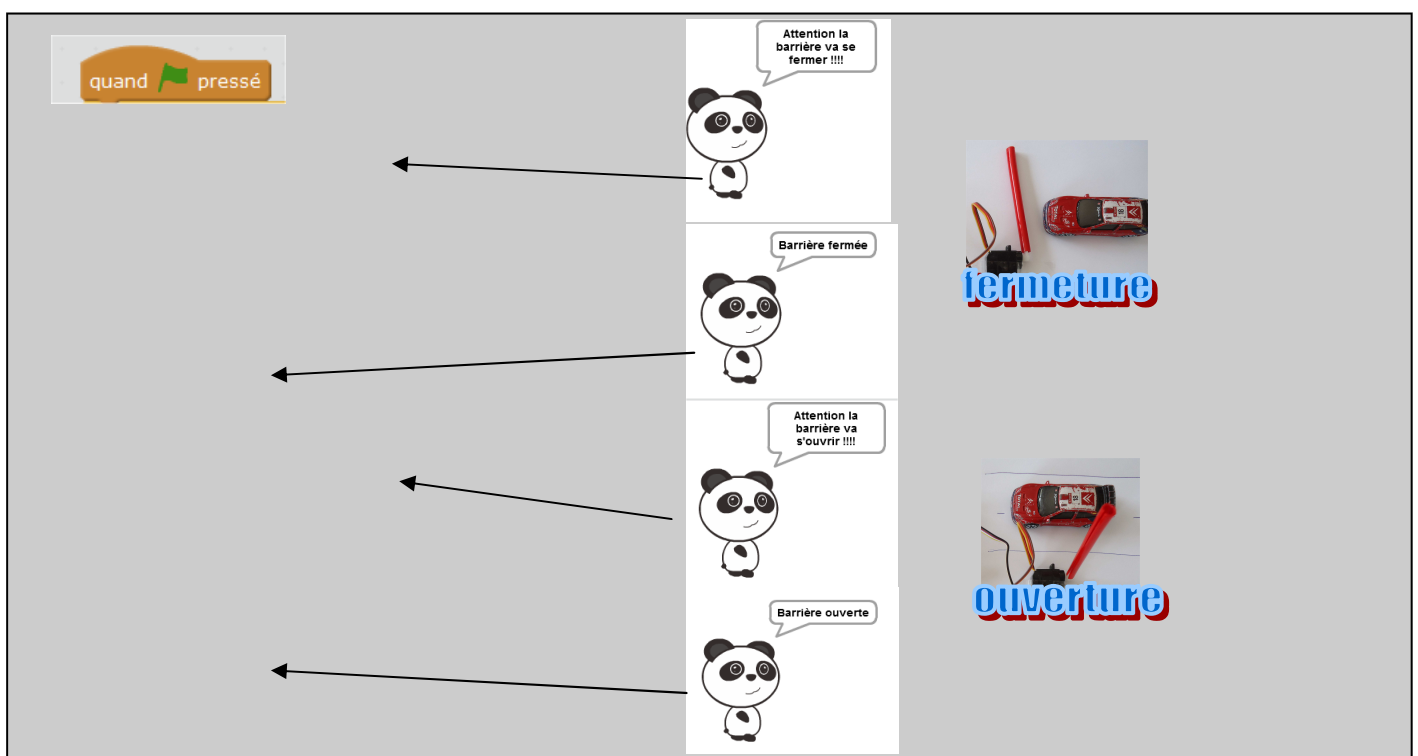 quand pressé
Attention la
barrière va se
fermer !!!!
Barrière fermée
fermeture
Attention la
barrière va
s'ouvrir !!!!
ouverture
Barrière ouverte